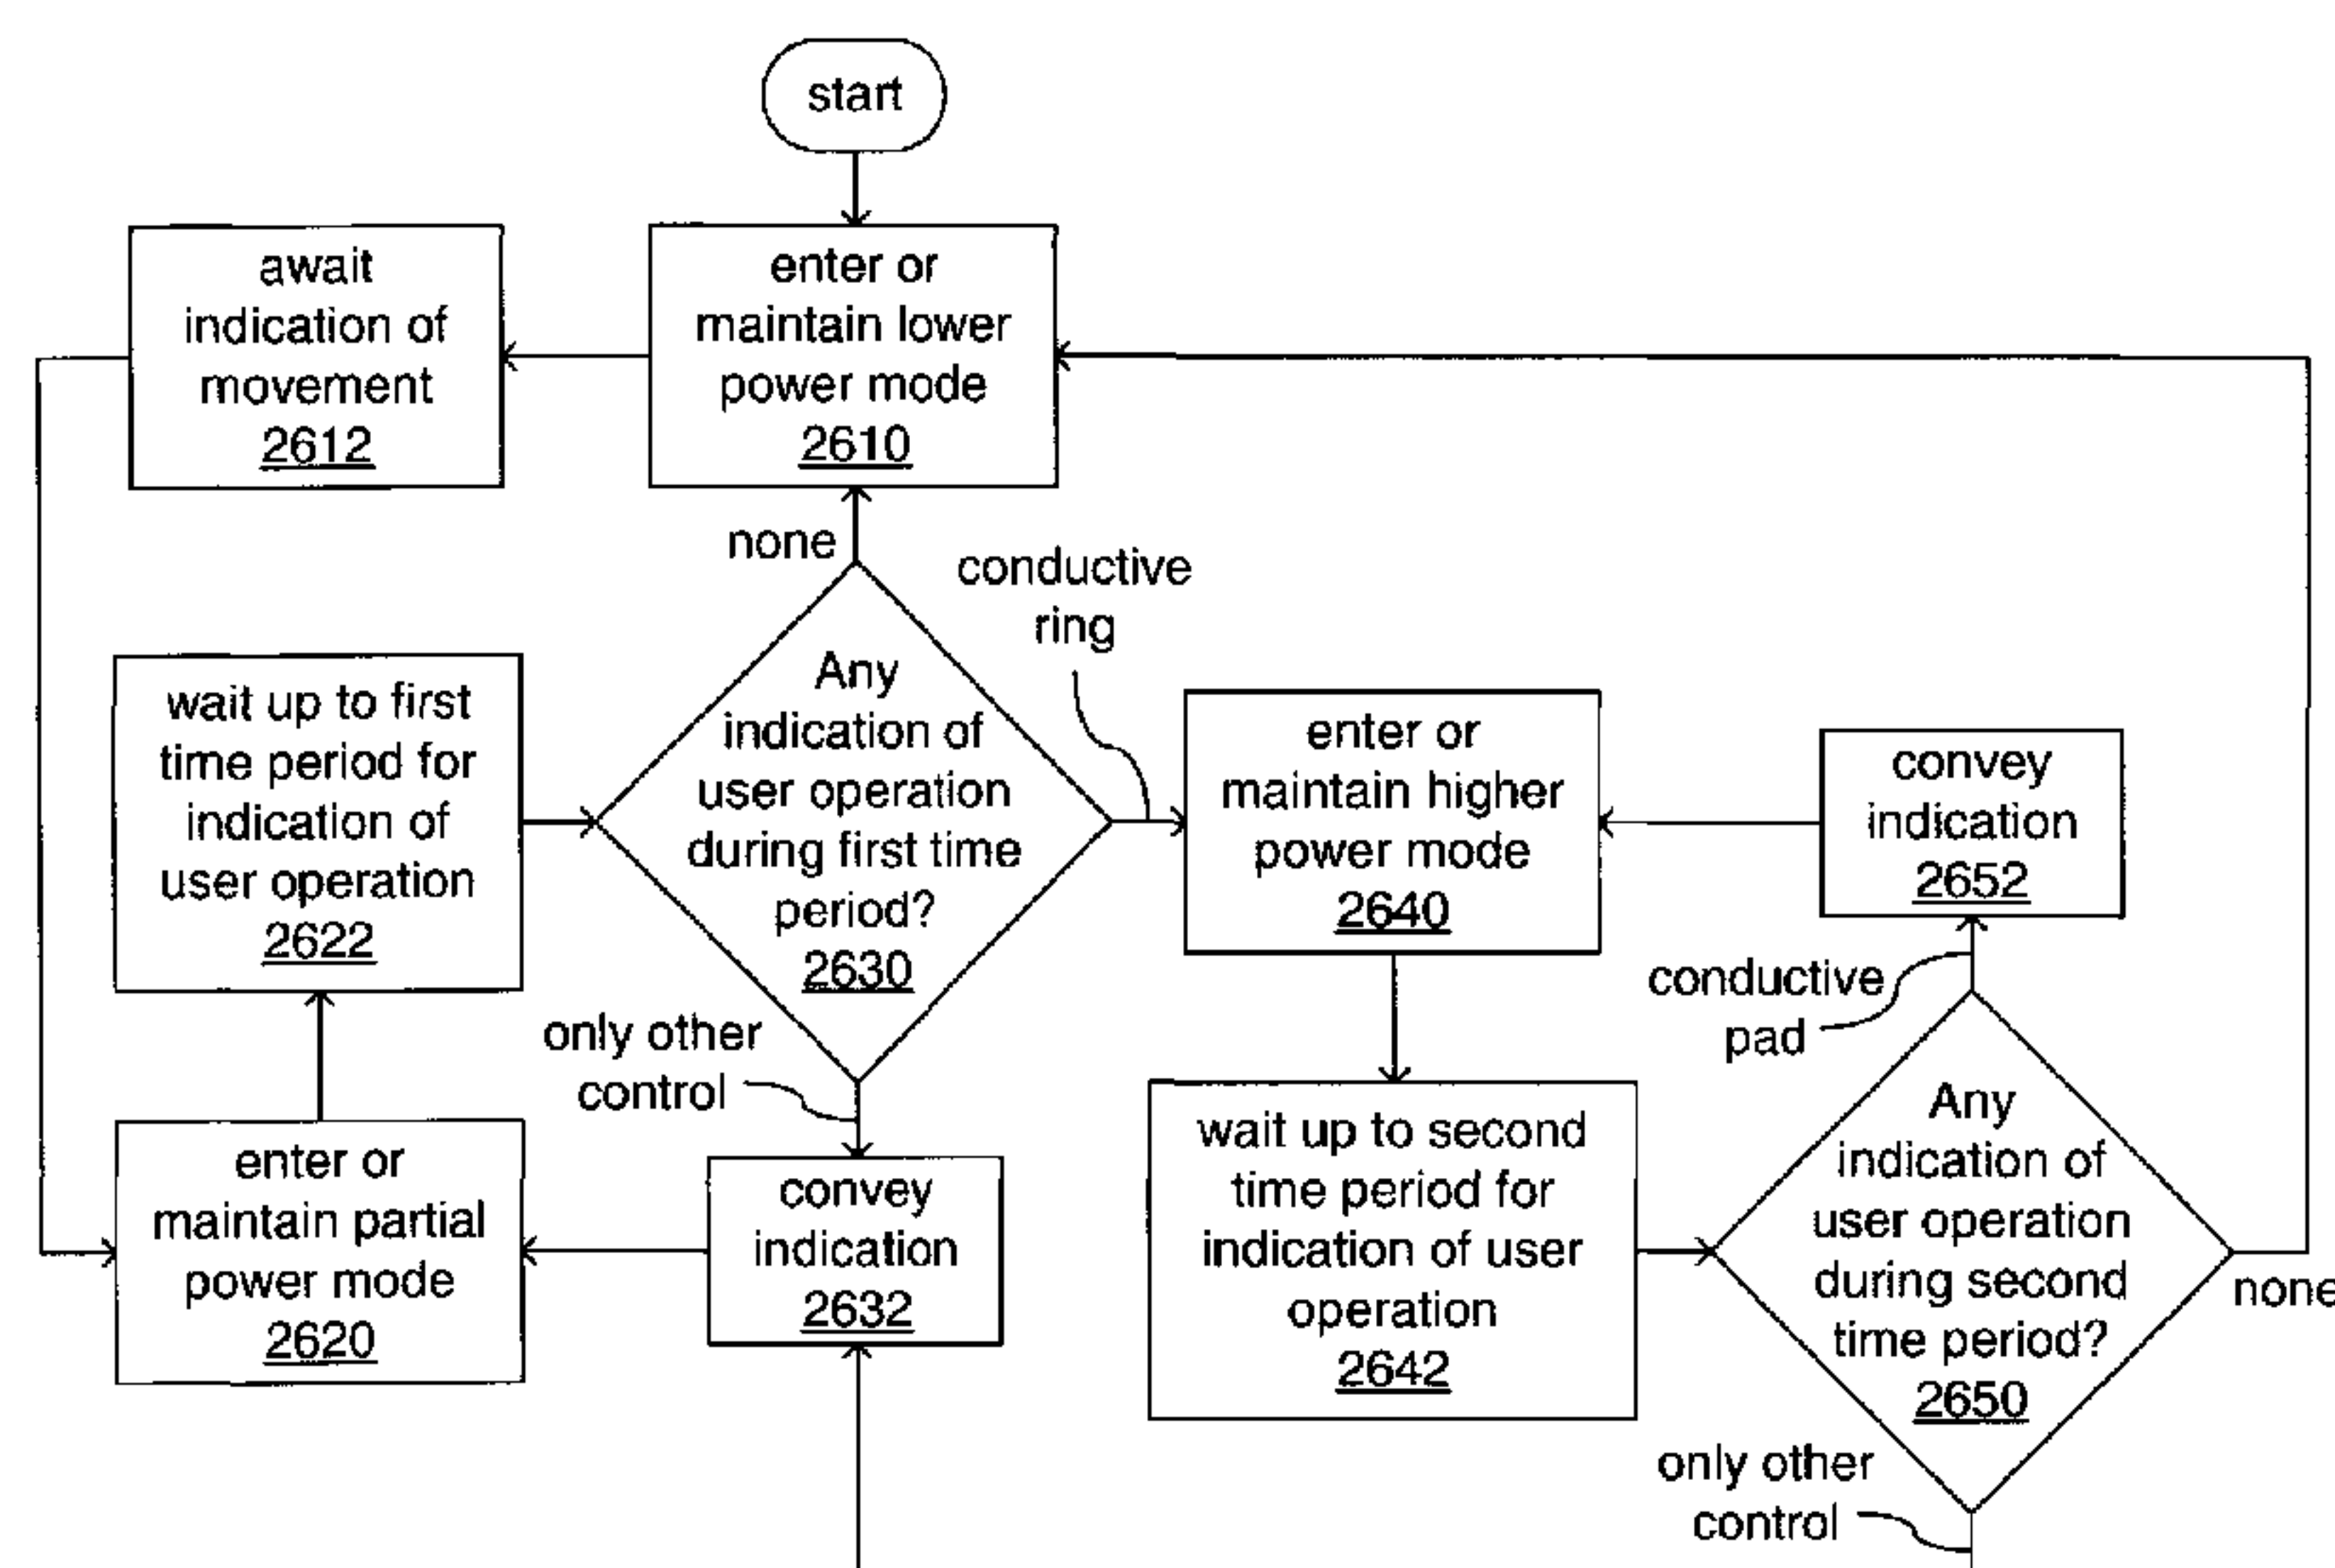 start
await
indication of
movement
2612
enter or
maintain lower
power mode
2610
none
conductive
ring
wait up to first
time period for
indication of
user operation
2622
Any
indication of
user operation
during first time
period?
2630
enter or
maintain higher
power mode
2640
convey
indication
2652
conductive
pad
only other
control
enter or
maintain partial
power mode
2620
convey
indication
2632
wait up to second
time period for
indication of user
operation
2642
Any
indication of
user operation
during second
time period?
2650
none
only other
control